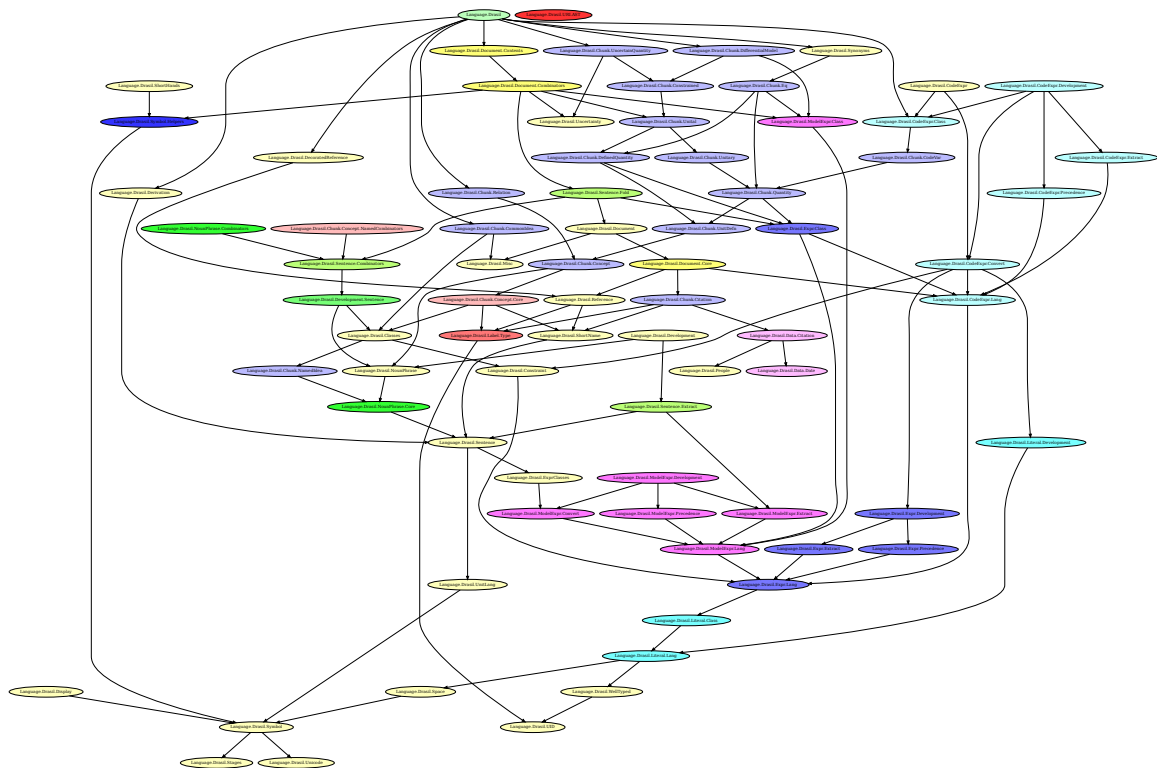 Language.Drasil
Language.Drasil.Document.Contents
Language.Drasil.Chunk.UncertainQuantity
Language.Drasil.Chunk.DifferentialModel
Language.Drasil.Synonyms
Language.Drasil.ShortHands
Language.Drasil.Document.Combinators
Language.Drasil.Chunk.Constrained
Language.Drasil.Chunk.Eq
Language.Drasil.CodeExpr
Language.Drasil.CodeExpr.Development
Language.Drasil.Symbol.Helpers
Language.Drasil.Uncertainty
Language.Drasil.Chunk.Unital
Language.Drasil.ModelExpr.Class
Language.Drasil.CodeExpr.Class
Language.Drasil.DecoratedReference
Language.Drasil.Chunk.DefinedQuantity
Language.Drasil.Chunk.Unitary
Language.Drasil.Chunk.CodeVar
Language.Drasil.CodeExpr.Extract
Language.Drasil.Derivation
Language.Drasil.Chunk.Relation
Language.Drasil.Sentence.Fold
Language.Drasil.Chunk.Quantity
Language.Drasil.CodeExpr.Precedence
Language.Drasil.NounPhrase.Combinators
Language.Drasil.Chunk.Concept.NamedCombinators
Language.Drasil.Chunk.CommonIdea
Language.Drasil.Document
Language.Drasil.Chunk.UnitDefn
Language.Drasil.Expr.Class
Language.Drasil.Sentence.Combinators
Language.Drasil.Misc
Language.Drasil.Chunk.Concept
Language.Drasil.Document.Core
Language.Drasil.CodeExpr.Convert
Language.Drasil.Development.Sentence
Language.Drasil.Chunk.Concept.Core
Language.Drasil.Reference
Language.Drasil.Chunk.Citation
Language.Drasil.CodeExpr.Lang
Language.Drasil.Classes
Language.Drasil.Label.Type
Language.Drasil.ShortName
Language.Drasil.Development
Language.Drasil.Data.Citation
Language.Drasil.Chunk.NamedIdea
Language.Drasil.NounPhrase
Language.Drasil.Constraint
Language.Drasil.People
Language.Drasil.Data.Date
Language.Drasil.NounPhrase.Core
Language.Drasil.Sentence.Extract
Language.Drasil.Sentence
Language.Drasil.Literal.Development
Language.Drasil.ExprClasses
Language.Drasil.ModelExpr.Development
Language.Drasil.ModelExpr.Convert
Language.Drasil.ModelExpr.Precedence
Language.Drasil.ModelExpr.Extract
Language.Drasil.Expr.Development
Language.Drasil.ModelExpr.Lang
Language.Drasil.Expr.Extract
Language.Drasil.Expr.Precedence
Language.Drasil.UnitLang
Language.Drasil.Expr.Lang
Language.Drasil.Literal.Class
Language.Drasil.Literal.Lang
Language.Drasil.Display
Language.Drasil.Space
Language.Drasil.WellTyped
Language.Drasil.Symbol
Language.Drasil.UID
Language.Drasil.Stages
Language.Drasil.Unicode